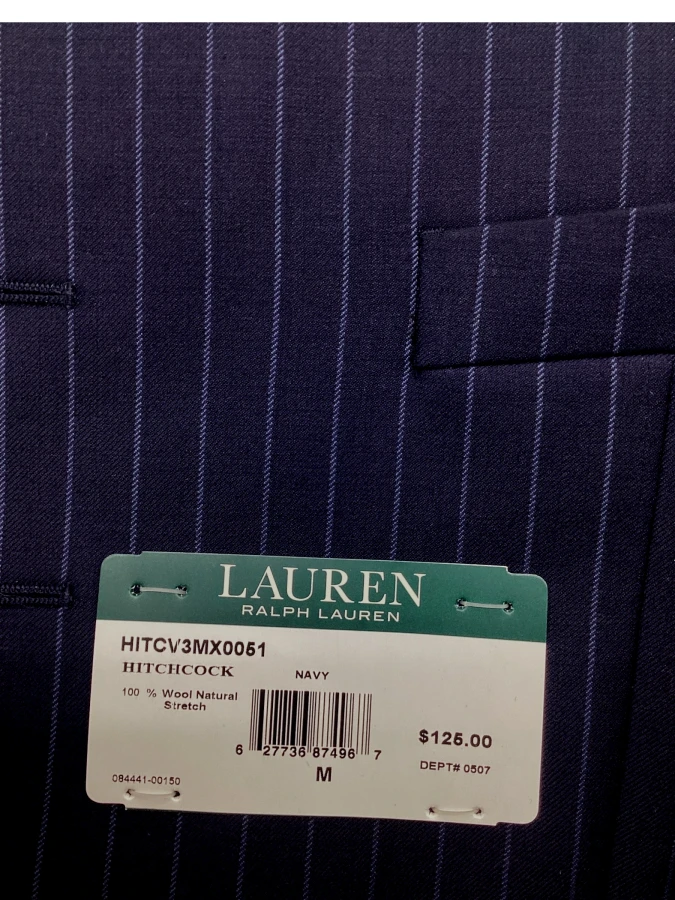 LAUREN
RALPH LAUREN
HITCV3MX0051
HITCHCOCK
NAVY
100 % Wool Natural
Stretch
6 27736 87496 7
$125.00
M
DEPT# 0507
084441-00150